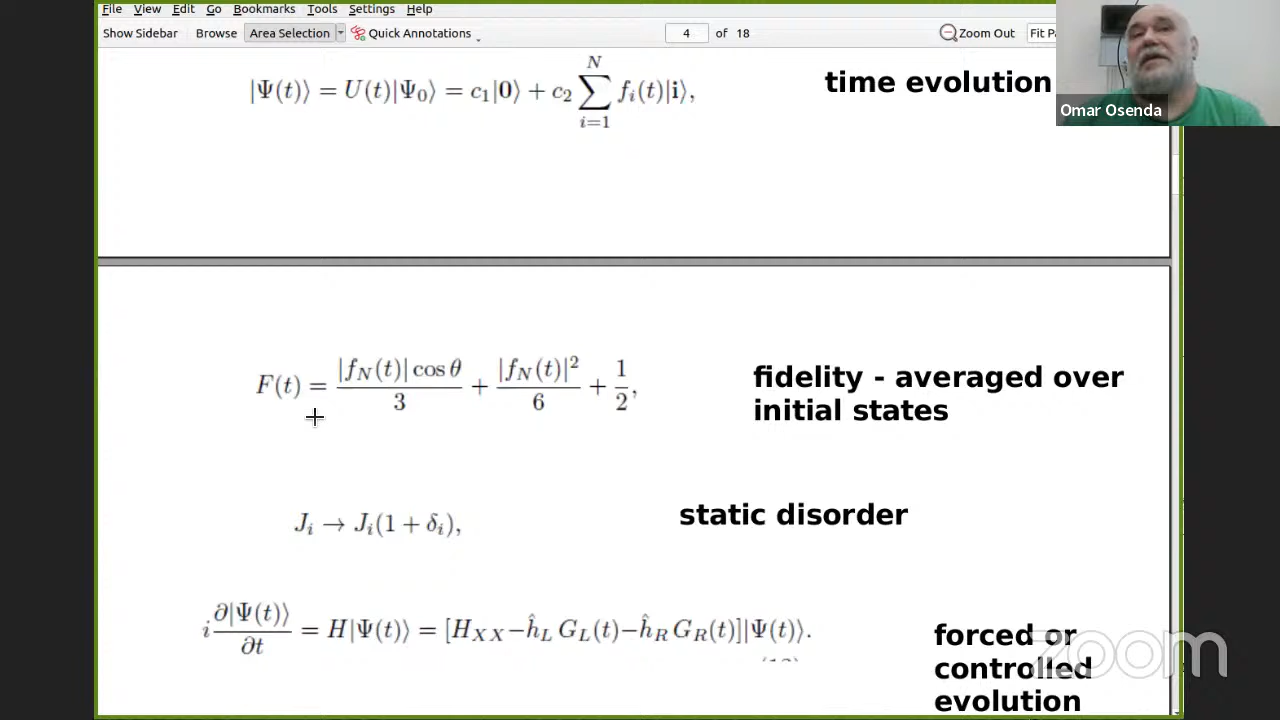 File View Edit Go Bookmarks Tools Settings Help
Show Sidebar Browse Area Selection Quick Annotations 4 of 18 Zoom Out Fit Pa
|Ψ(t)⟩ = U(t)|Ψ₀⟩ = c₁|0⟩ + c₂ ∑_{i=1}^{N} fᵢ(t)|i⟩,
time evolution
Omar Osenda
F(t) = |f_N(t)| cos θ / 3 + |f_N(t)|² / 6 + 1/2,
fidelity - averaged over
initial states
Jᵢ → Jᵢ(1 + δᵢ),
static disorder
i ∂|Ψ(t)⟩/∂t = H|Ψ(t)⟩ = [H_XX − ĥ_L G_L(t) − ĥ_R G_R(t)]|Ψ(t)⟩.
forced or
controlled
evolution
zoom